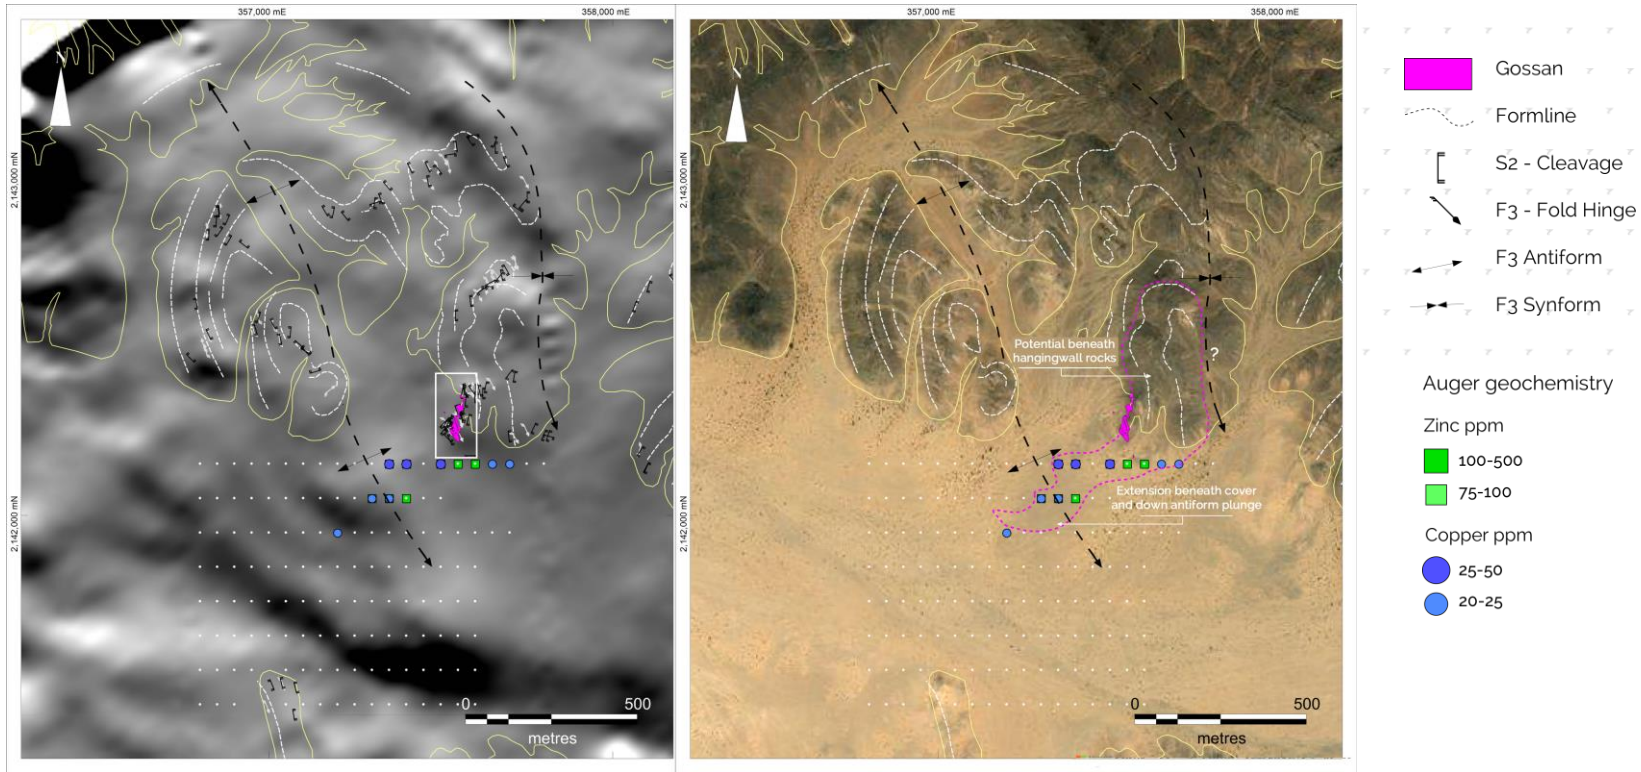 357,000 mE
358,000 mE
357,000 mE
358,000 mE
N
N
2,143,000 mN
2,142,000 mN
2,143,000 mN
2,142,000 mN
Potential beneath
hangingwall rocks
?
Extension beneath cover
and down antiform plunge
0 500
metres
0 500
metres
Gossan
Formline
S2 - Cleavage
F3 - Fold Hinge
F3 Antiform
F3 Synform
Auger geochemistry
Zinc ppm
100-500
75-100
Copper ppm
25-50
20-25